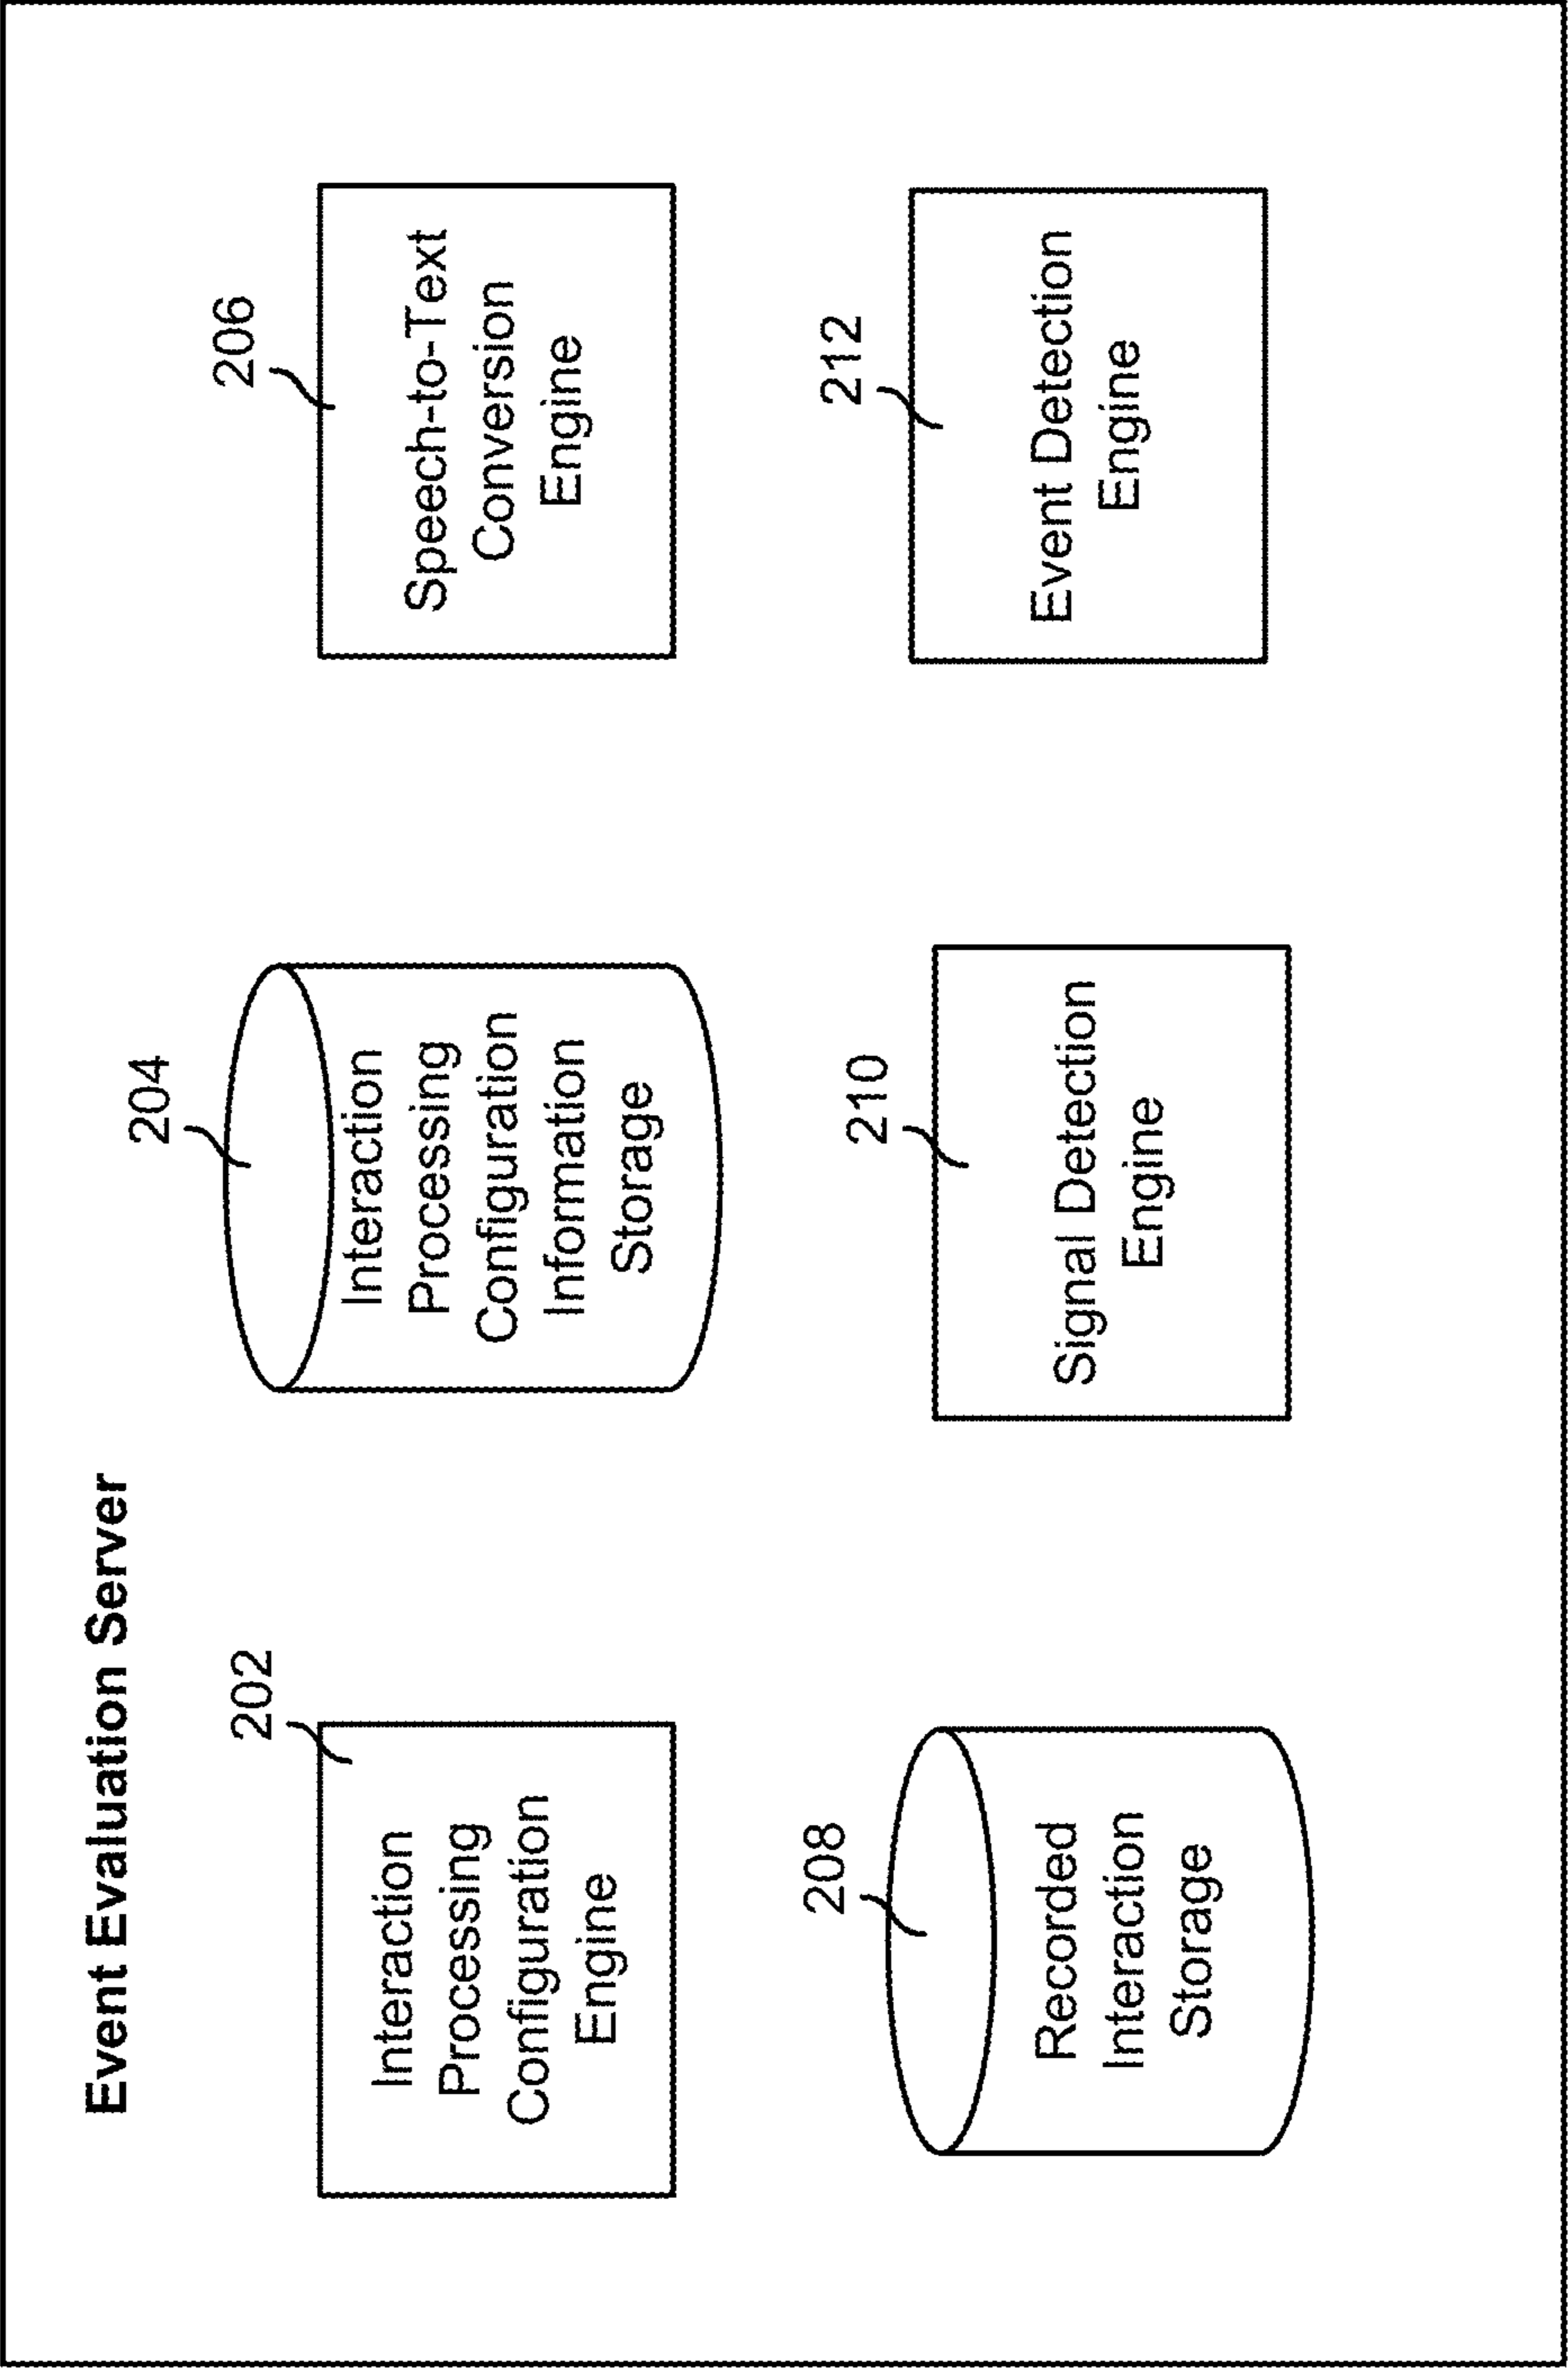 Event Evaluation Server
202
Interaction
Processing
Configuration
Engine
204
Interaction
Processing
Configuration
Information
Storage
206
Speech-to-Text
Conversion
Engine
208
Recorded
Interaction
Storage
210
Signal Detection
Engine
212
Event Detection
Engine